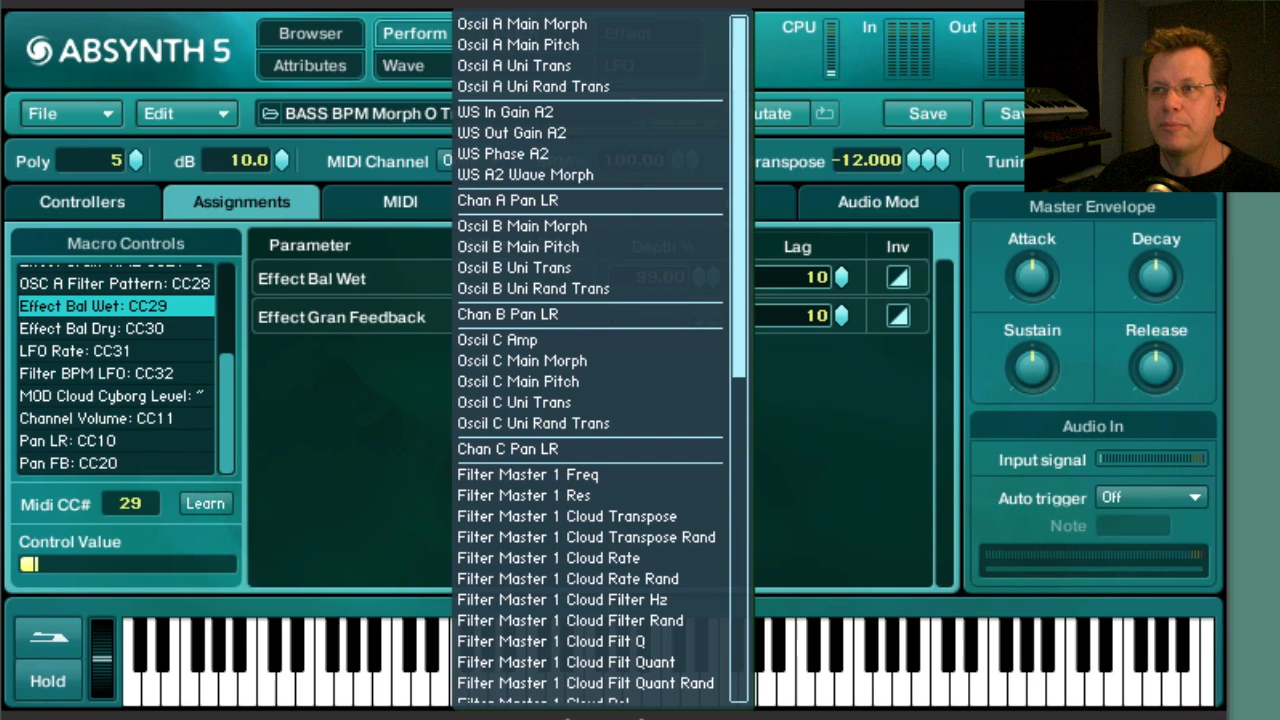 ABSYNTH 5
Browser
Attributes
Perform
Wave
Effect
LFO
CPU
In
Out
File
Edit
BASS BPM Morph O T
utate
Save
Sa
Poly
5
dB
10.0
MIDI Channel
100.00
ranspose
-12.000
Tunin
Controllers
Assignments
MIDI
Audio Mod
Macro Controls
OSC A Filter Pattern: CC28
Effect Bal Wet: CC29
Effect Bal Dry: CC30
LFO Rate: CC31
Filter BPM LFO: CC32
MOD Cloud Cyborg Level: ~
Channel Volume: CC11
Pan LR: CC10
Pan FB: CC20
Midi CC#
29
Learn
Control Value
Parameter
Depth %
Lag
Inv
Effect Bal Wet
99.00
10
Effect Gran Feedback
10
Oscil A Main Morph
Oscil A Main Pitch
Oscil A Uni Trans
Oscil A Uni Rand Trans
WS In Gain A2
WS Out Gain A2
WS Phase A2
WS A2 Wave Morph
Chan A Pan LR
Oscil B Main Morph
Oscil B Main Pitch
Oscil B Uni Trans
Oscil B Uni Rand Trans
Chan B Pan LR
Oscil C Amp
Oscil C Main Morph
Oscil C Main Pitch
Oscil C Uni Trans
Oscil C Uni Rand Trans
Chan C Pan LR
Filter Master 1 Freq
Filter Master 1 Res
Filter Master 1 Cloud Transpose
Filter Master 1 Cloud Transpose Rand
Filter Master 1 Cloud Rate
Filter Master 1 Cloud Rate Rand
Filter Master 1 Cloud Filter Hz
Filter Master 1 Cloud Filter Rand
Filter Master 1 Cloud Filt Q
Filter Master 1 Cloud Filt Quant
Filter Master 1 Cloud Filt Quant Rand
Master Envelope
Attack
Decay
Sustain
Release
Audio In
Input signal
Auto trigger
Off
Note
Hold